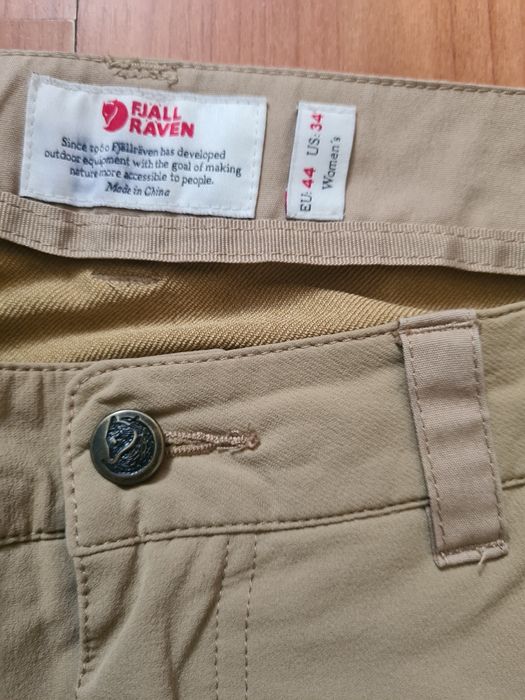 FJÄLL
RÄVEN
Since 1960 Fjällräven has developed
outdoor equipment with the goal of making
nature more accessible to people.
Made in China
EU: 44 US: 34
Women's